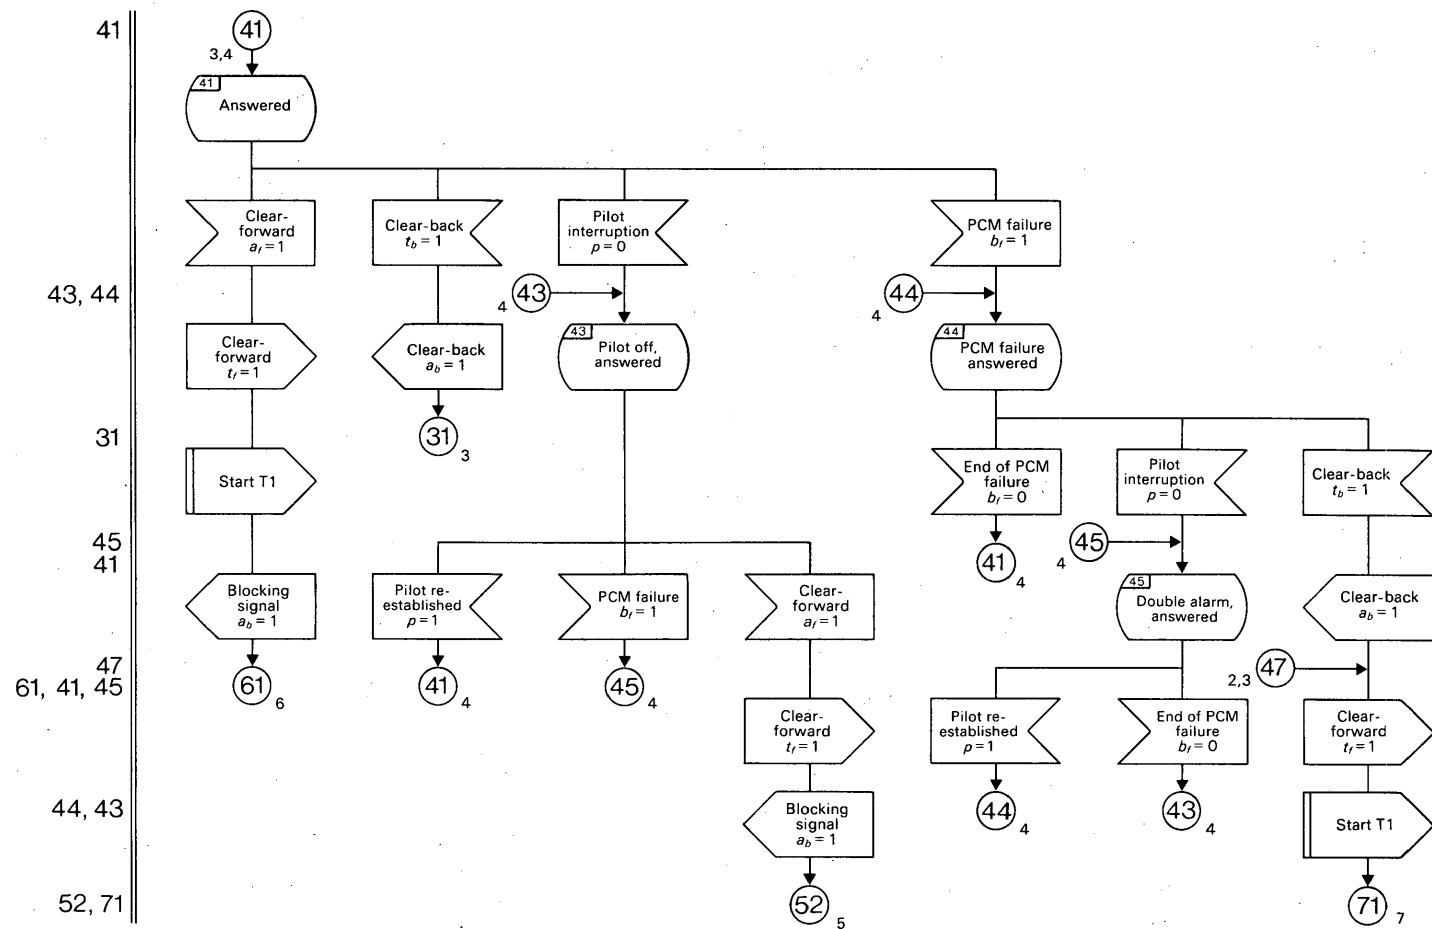 41
41
3,4
41
Answered
Clear-
forward
a_f = 1
Clear-back
t_b = 1
Pilot
interruption
p = 0
PCM failure
b_f = 1
43, 44
43
4
44
4
Clear-
forward
t_f = 1
Clear-back
a_b = 1
43
Pilot off,
answered
44
PCM failure
answered
31
31
3
Start T1
End of PCM
failure
b_f = 0
Pilot
interruption
p = 0
Clear-back
t_b = 1
45
41
41
4
45
4
Blocking
signal
a_b = 1
Pilot re-
established
p = 1
PCM failure
b_f = 1
Clear-
forward
a_f = 1
45
Double alarm,
answered
Clear-back
a_b = 1
47
61, 41, 45
61
6
41
4
45
4
47
2,3
Clear-
forward
t_f = 1
Pilot re-
established
p = 1
End of PCM
failure
b_f = 0
Clear-
forward
t_f = 1
44, 43
Blocking
signal
a_b = 1
44
4
43
4
Start T1
52, 71
52
5
71
7